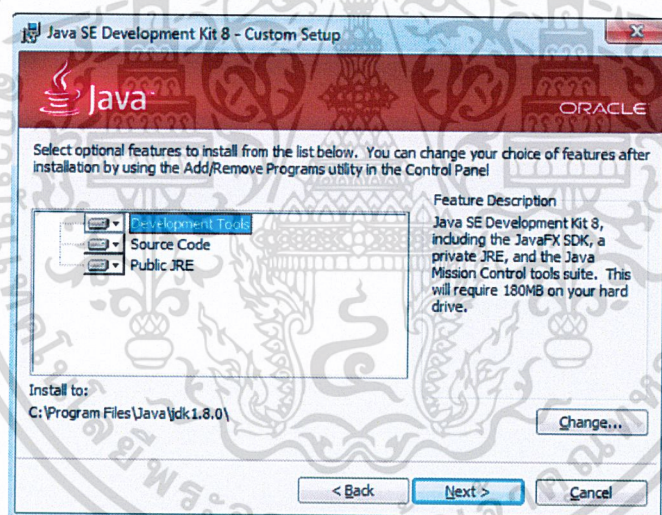 Java SE Development Kit 8 - Custom Setup
Java
ORACLE
Select optional features to install from the list below. You can change your choice of features after
installation by using the Add/Remove Programs utility in the Control Panel
Development Tools
Source Code
Public JRE
Feature Description
Java SE Development Kit 8,
including the JavaFX SDK, a
private JRE, and the Java
Mission Control tools suite. This
will require 180MB on your hard
drive.
Install to:
C:\Program Files\Java\jdk1.8.0\
Change...
< Back
Next >
Cancel